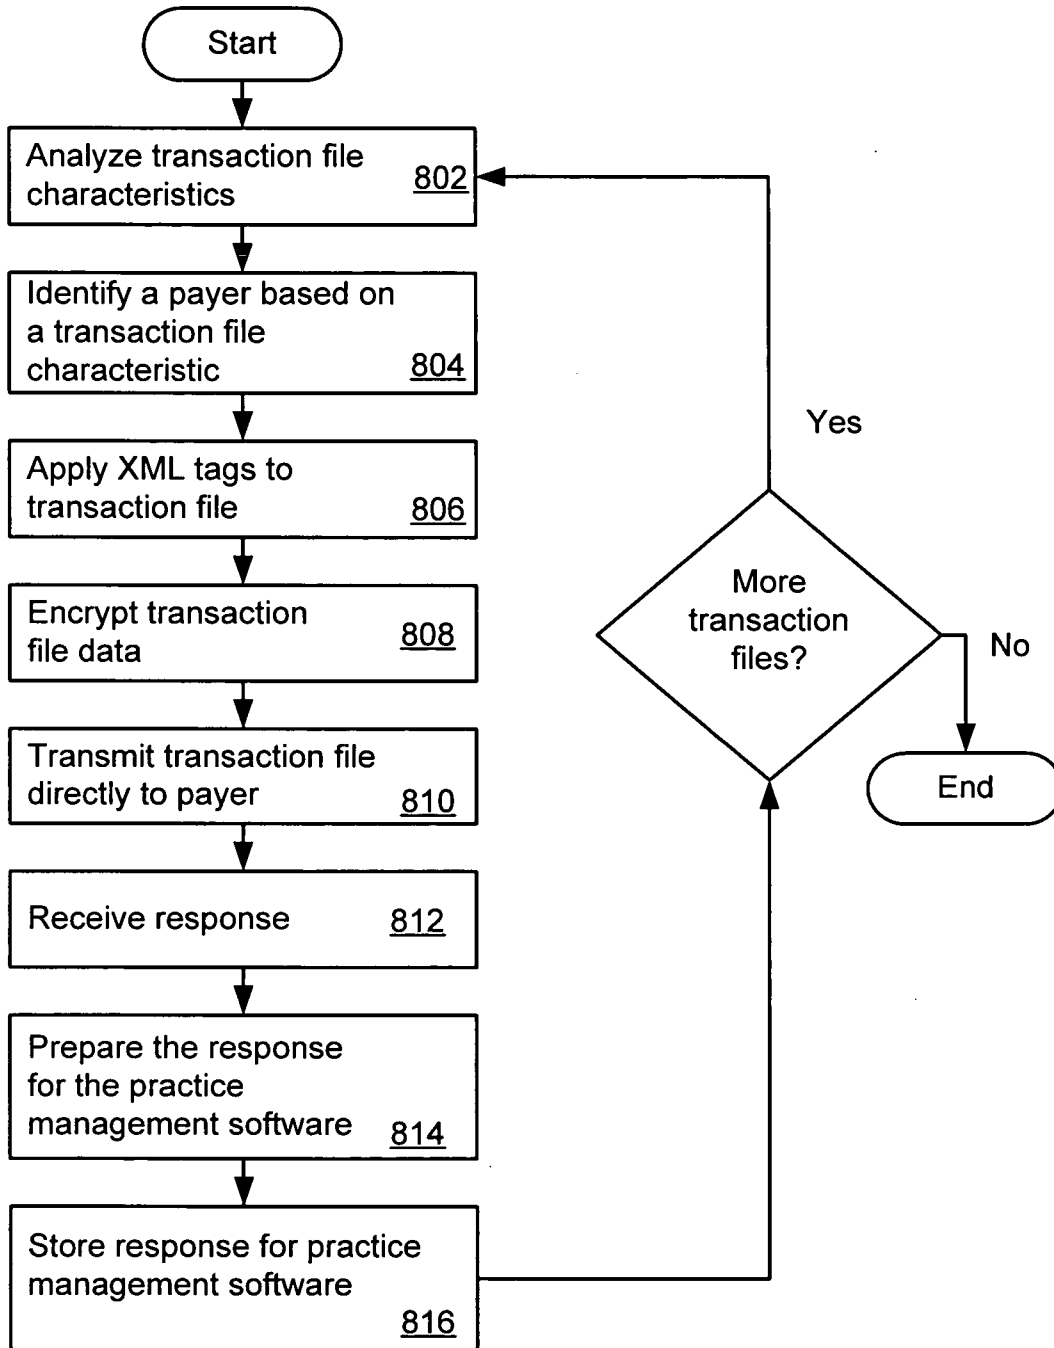 Start
Analyze transaction file
characteristics
802
Identify a payer based on
a transaction file
characteristic
804
Apply XML tags to
transaction file
806
Encrypt transaction
file data
808
Transmit transaction file
directly to payer
810
Receive response
812
Prepare the response
for the practice
management software
814
Store response for practice
management software
816
More
transaction
files?
Yes
No
End